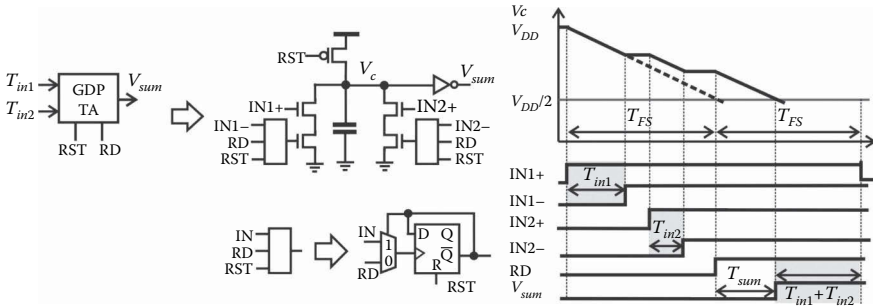 T_in1
T_in2
GDP
TA
V_sum
RST RD
RST
V_c
V_sum
IN1+
IN2+
IN1−
RD
RST
IN2−
RD
RST
IN
RD
RST
IN
RD
1
0
D Q
Q̅
R
RST
Vc
V_DD
V_DD/2
T_FS T_FS
IN1+
T_in1
IN1−
IN2+
T_in2
IN2−
RD
T_sum
V_sum
T_in1+T_in2